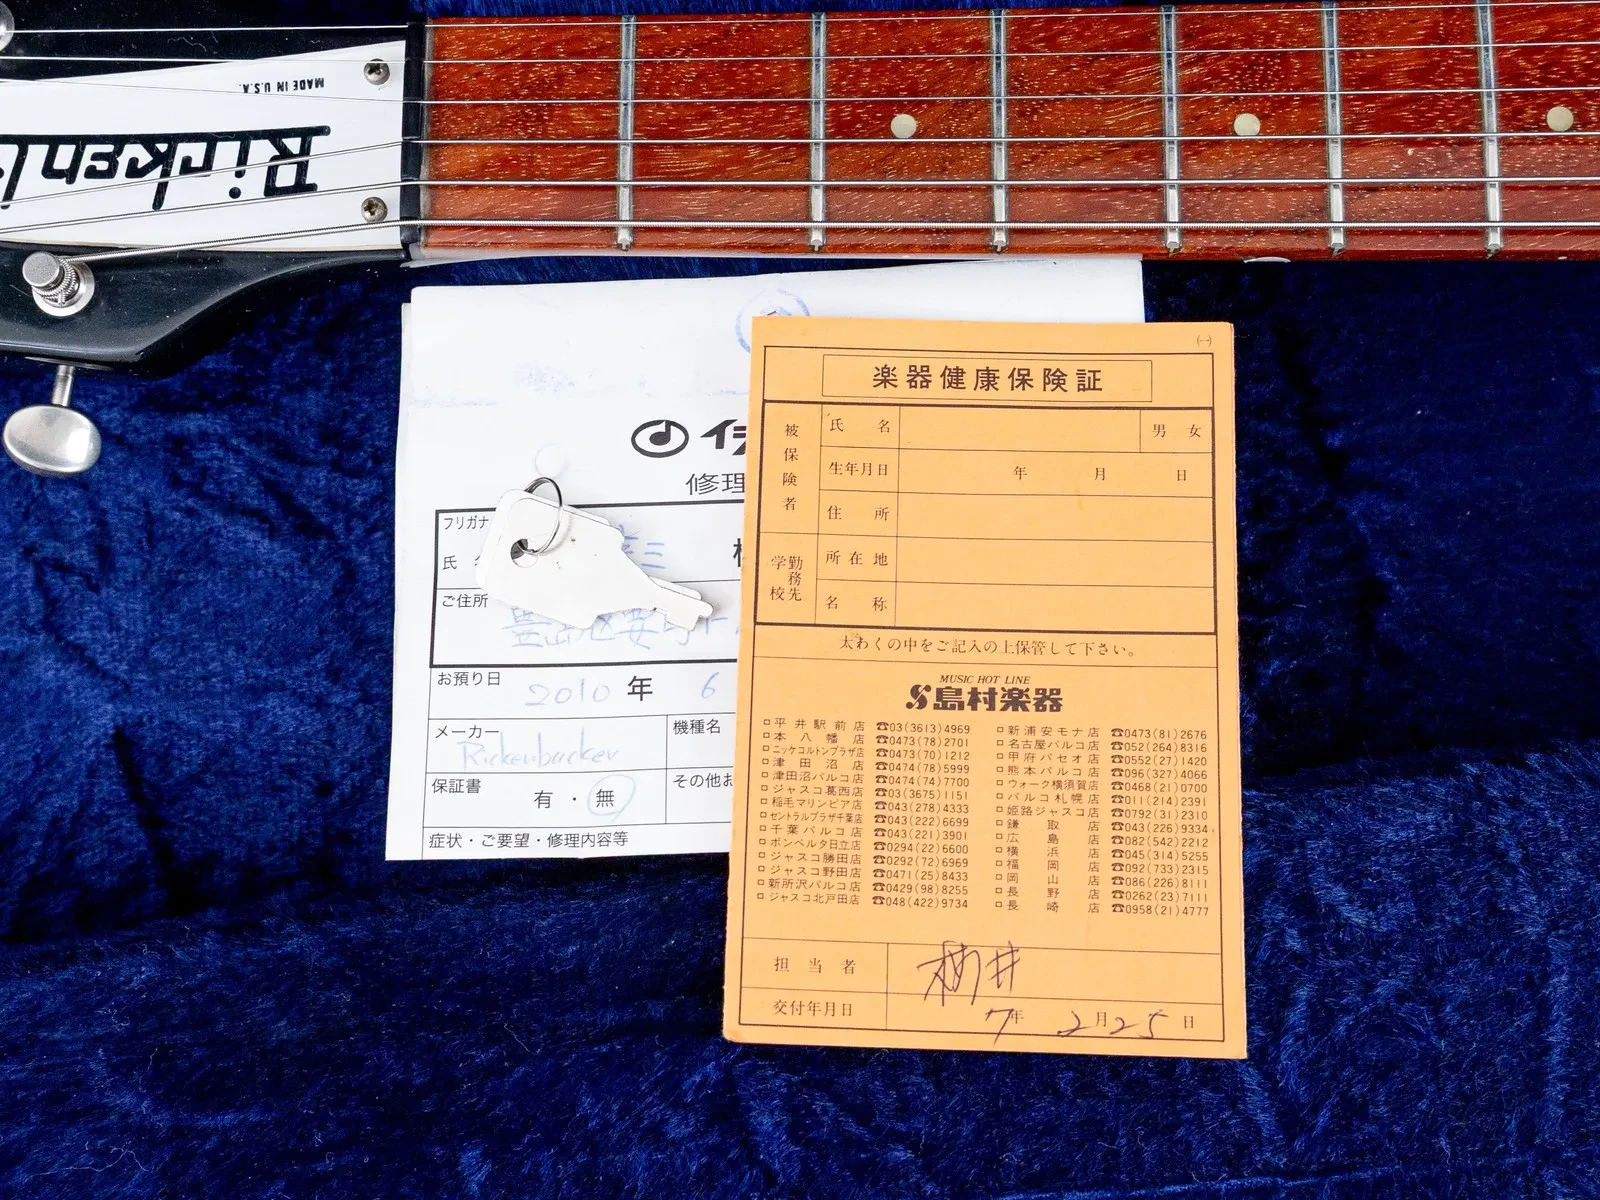 MADE IN U.S.A.
Ricken
イ
修理
フリガナ
氏
三
ご住所
お預り日 2010 年 6
メーカー Rickenbacker
機種名
保証書 有・無
その他お
症状・ご要望・修理内容等
(一)
楽器健康保険証
被保険者
氏名 男 女
生年月日 年 月 日
住所
勤務先
学校
所在地
名称
太わくの中をご記入の上保管して下さい。
MUSIC HOT LINE
島村楽器
平井駅前店 ☎03(3613)4969
本八幡店 ☎0473(78)2701
ニッケコルトンプラザ店 ☎0473(70)1212
津田沼店 ☎0474(78)5999
津田沼パルコ店 ☎0474(74)7700
ジャスコ葛西店 ☎03(3675)1151
稲毛マリンピア店 ☎043(278)4333
セントラルプラザ千葉店 ☎043(222)6699
千葉パルコ店 ☎043(221)3901
ボンベルタ日立店 ☎0294(22)6600
ジャスコ勝田店 ☎0292(72)6969
ジャスコ野田店 ☎0471(25)8433
新所沢パルコ店 ☎0429(98)8255
ジャスコ北戸田店 ☎048(422)9734
新浦安モナ店 ☎0473(81)2676
名古屋パルコ店 ☎052(264)8316
甲府パセオ店 ☎0552(27)1420
熊本パルコ店 ☎096(327)4066
ウォーク横須賀店 ☎0468(21)0700
パルコ札幌店 ☎011(214)2391
姫路ジャスコ店 ☎0792(31)2310
鎌取店 ☎043(226)9334
広島店 ☎082(542)2212
横浜店 ☎045(314)5255
福岡店 ☎092(733)2315
岡山店 ☎086(226)8111
長野店 ☎0262(23)7111
長崎店 ☎0958(21)4777
担当者
交付年月日 7年 2月25日